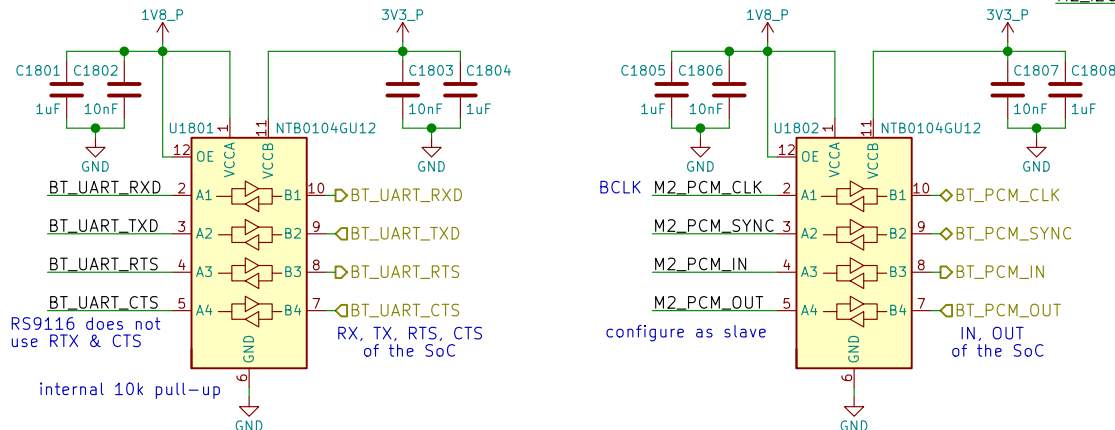 1V8_P
3V3_P
C1801
C1802
1uF
10nF
GND
C1803
C1804
10nF
1uF
GND
U1801
NTB0104GU12
1
11
12
OE
VCCA
VCCB
BT_UART_RXD
2
A1
B1
10
BT_UART_RXD
BT_UART_TXD
3
A2
B2
9
BT_UART_TXD
BT_UART_RTS
4
A3
B3
8
BT_UART_RTS
BT_UART_CTS
5
A4
B4
7
BT_UART_CTS
RS9116 does not
use RTX & CTS
RX, TX, RTS, CTS
of the SoC
GND
6
internal 10k pull-up
GND
1V8_P
3V3_P
C1805
C1806
1uF
10nF
GND
C1807
C1808
10nF
1uF
GND
U1802
NTB0104GU12
1
11
12
OE
VCCA
VCCB
BCLK
M2_PCM_CLK
2
A1
B1
10
BT_PCM_CLK
M2_PCM_SYNC
3
A2
B2
9
BT_PCM_SYNC
M2_PCM_IN
4
A3
B3
8
BT_PCM_IN
M2_PCM_OUT
5
A4
B4
7
BT_PCM_OUT
configure as slave
IN, OUT
of the SoC
GND
6
GND